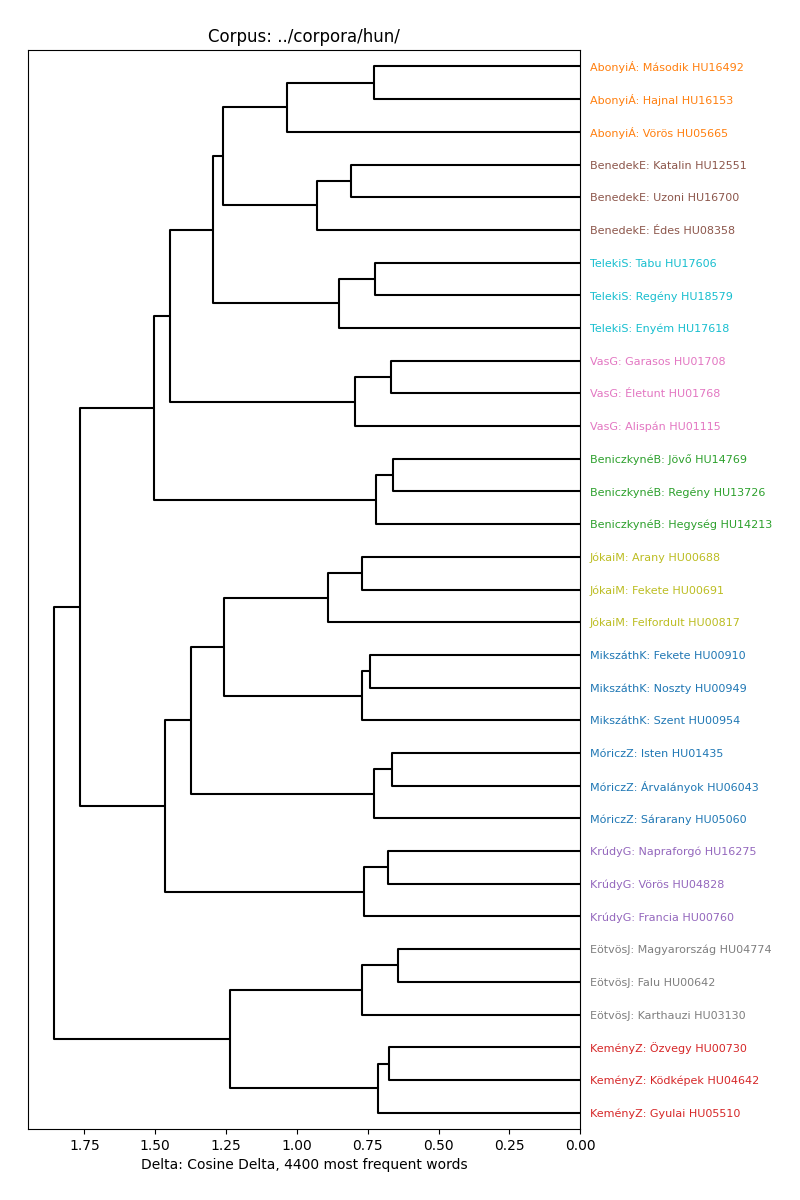 Corpus: ../corpora/hun/
AbonyiÁ: Második HU16492
AbonyiÁ: Hajnal HU16153
AbonyiÁ: Vörös HU05665
BenedekE: Katalin HU12551
BenedekE: Uzoni HU16700
BenedekE: Édes HU08358
TelekiS: Tabu HU17606
TelekiS: Regény HU18579
TelekiS: Enyém HU17618
VasG: Garasos HU01708
VasG: Életunt HU01768
VasG: Alispán HU01115
BeniczkynéB: Jövő HU14769
BeniczkynéB: Regény HU13726
BeniczkynéB: Hegység HU14213
JókaiM: Arany HU00688
JókaiM: Fekete HU00691
JókaiM: Felfordult HU00817
MikszáthK: Fekete HU00910
MikszáthK: Noszty HU00949
MikszáthK: Szent HU00954
MóriczZ: Isten HU01435
MóriczZ: Árvalányok HU06043
MóriczZ: Sárarany HU05060
KrúdyG: Napraforgó HU16275
KrúdyG: Vörös HU04828
KrúdyG: Francia HU00760
EötvösJ: Magyarország HU04774
EötvösJ: Falu HU00642
EötvösJ: Karthauzi HU03130
KeményZ: Özvegy HU00730
KeményZ: Ködképek HU04642
KeményZ: Gyulai HU05510
1.75 1.50 1.25 1.00 0.75 0.50 0.25 0.00
Delta: Cosine Delta, 4400 most frequent words